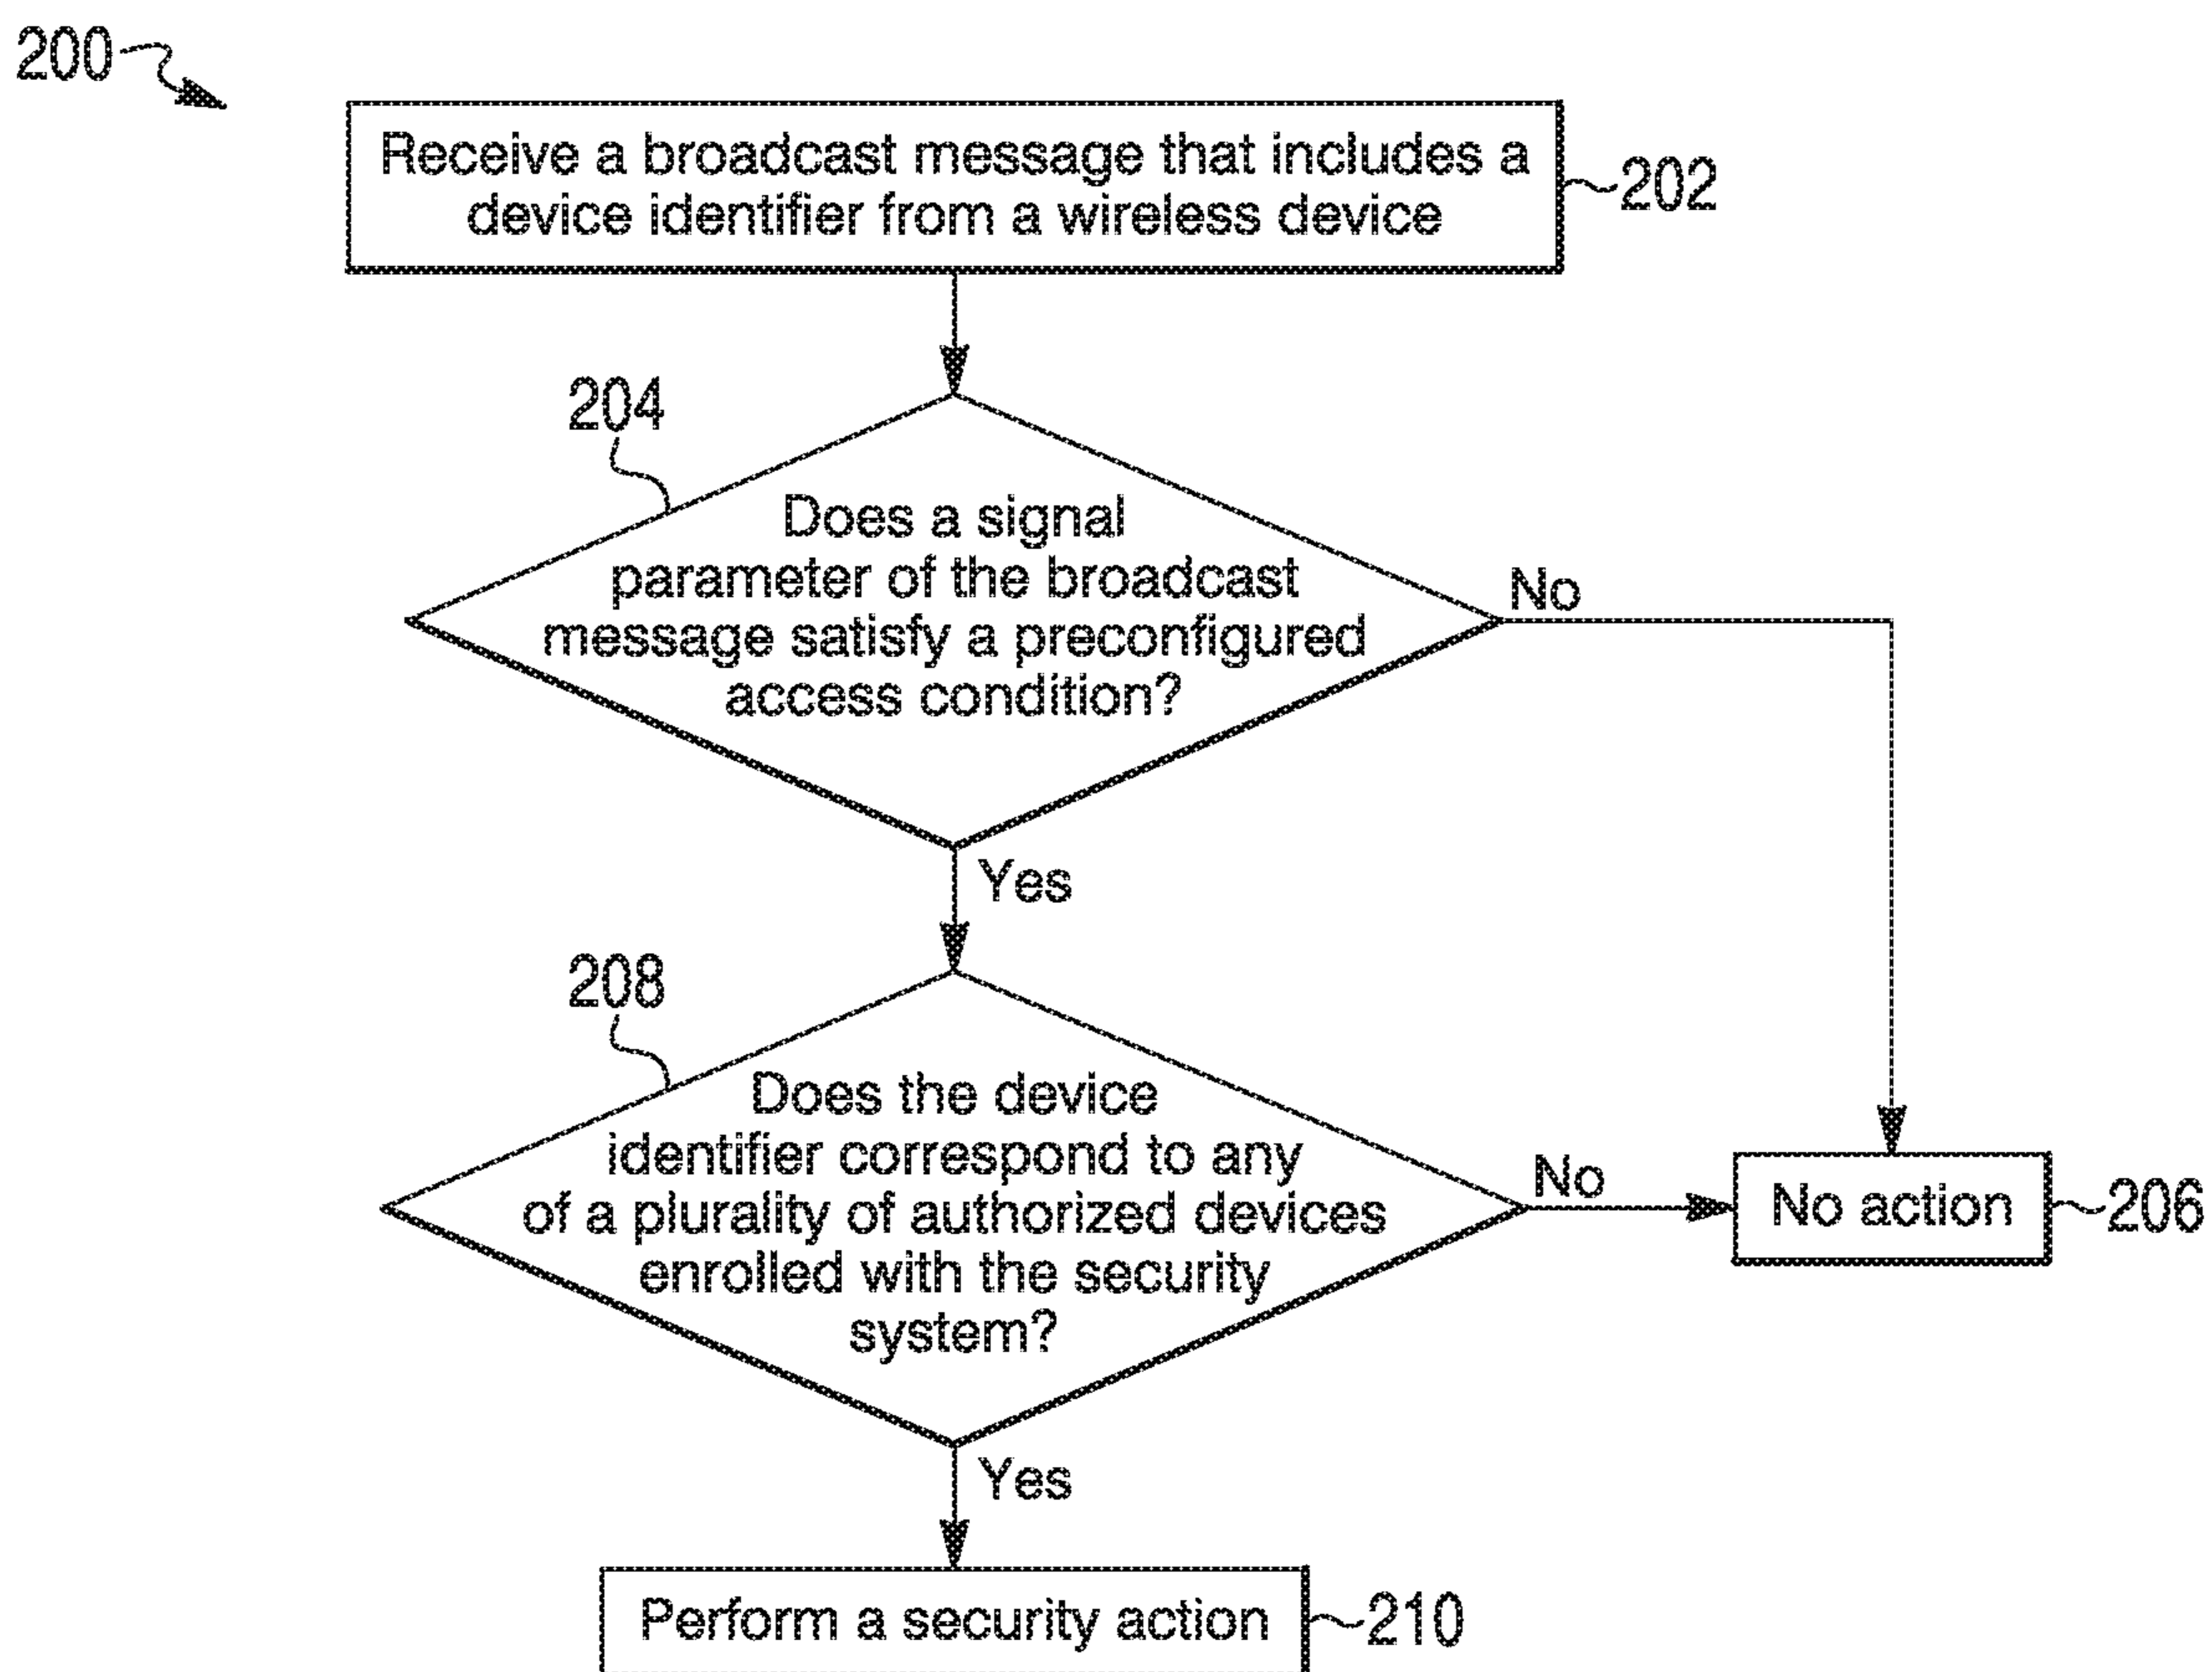 200
Receive a broadcast message that includes a
device identifier from a wireless device
202
204
Does a signal
parameter of the broadcast
message satisfy a preconfigured
access condition?
No
Yes
208
Does the device
identifier correspond to any
of a plurality of authorized devices
enrolled with the security
system?
No
No action
206
Yes
Perform a security action
210